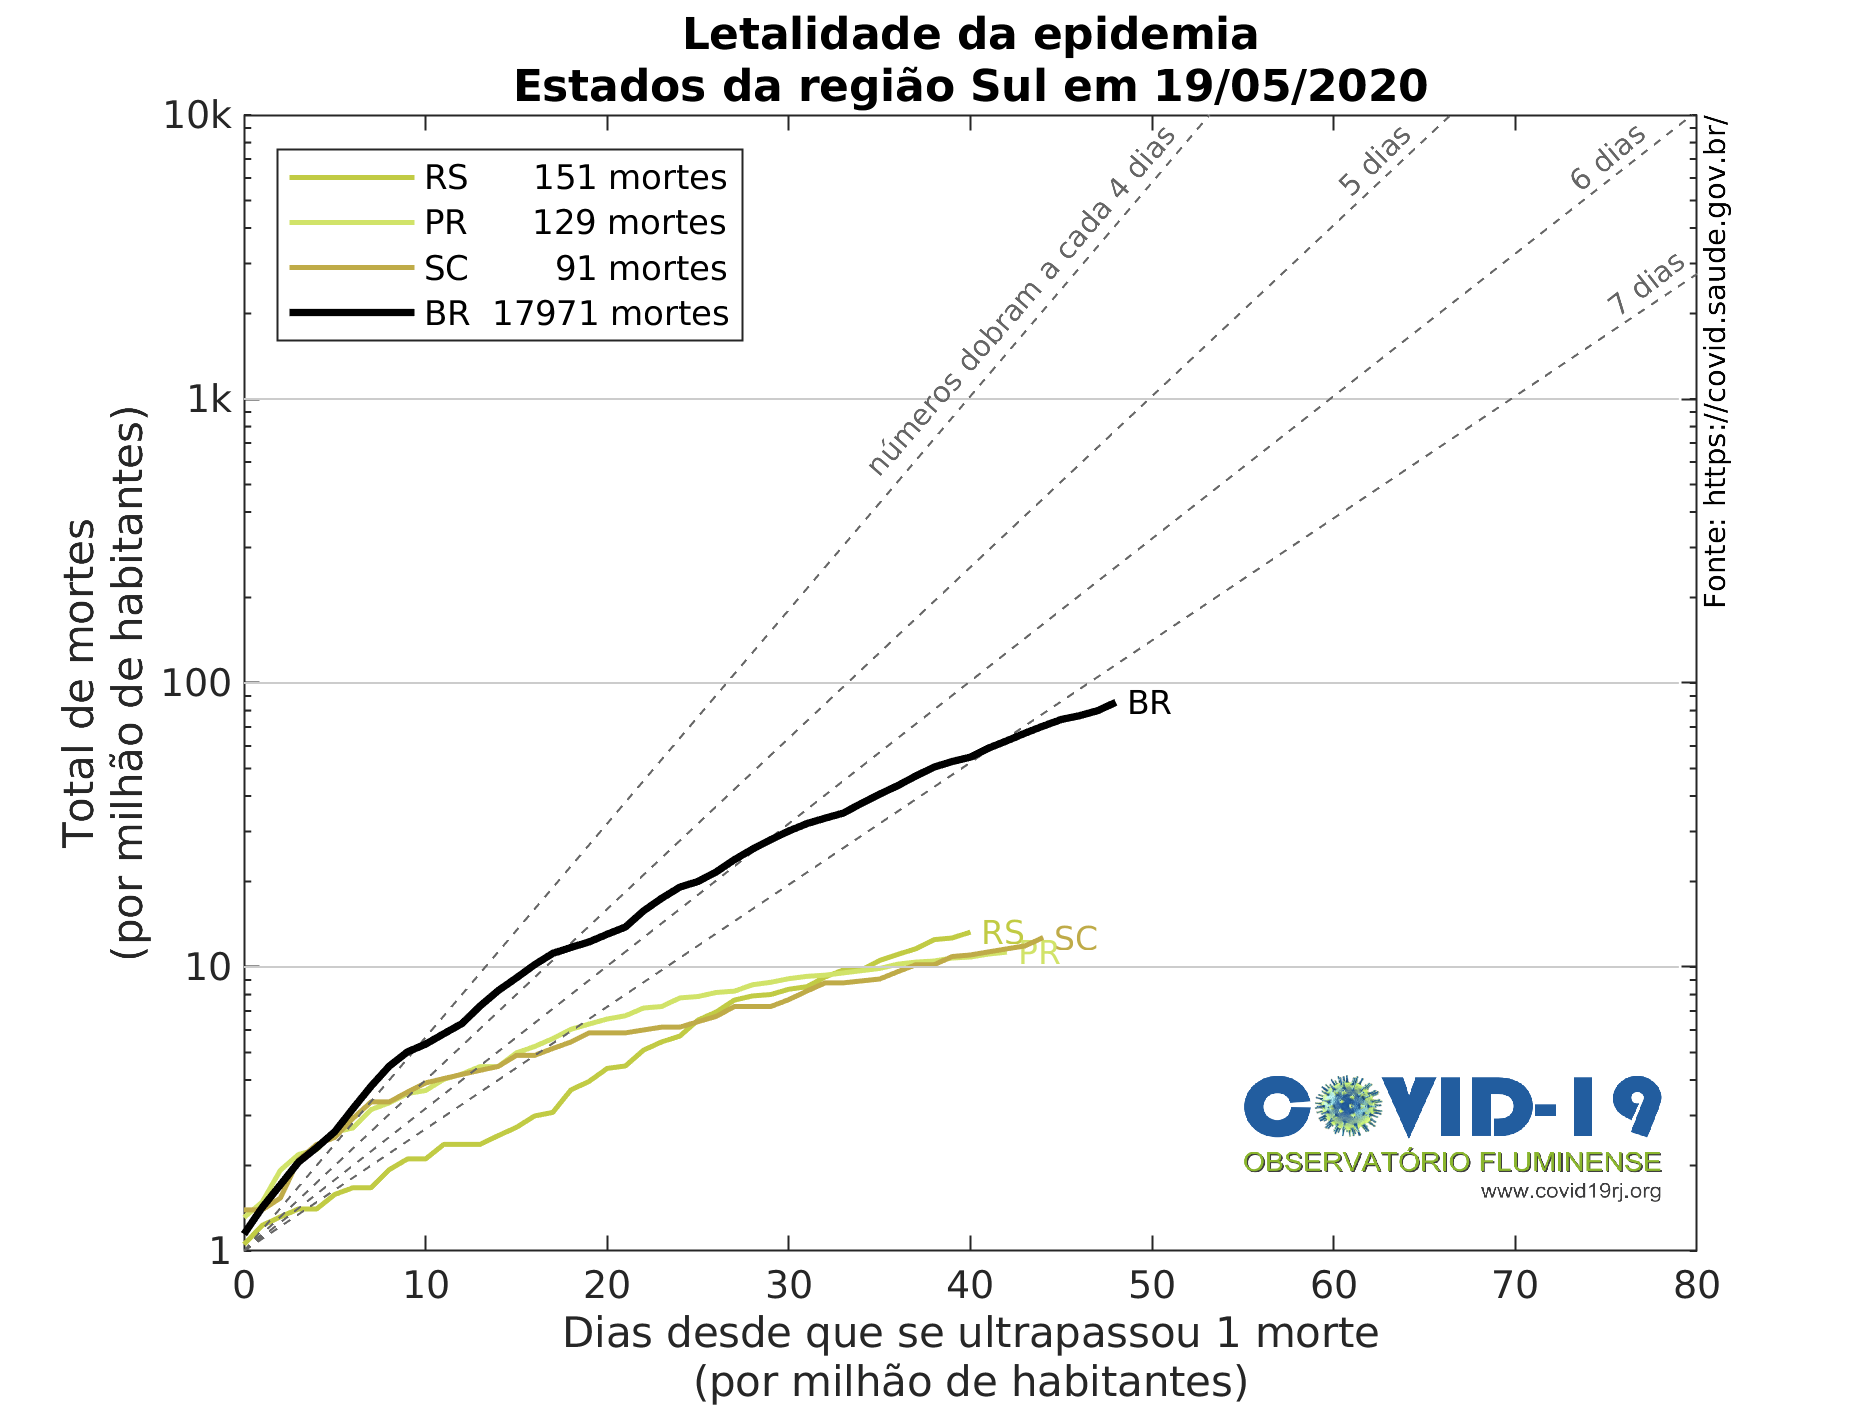 Letalidade da epidemia
Estados da região Sul em 19/05/2020
10k
1k
100
10
1
Total de mortes
(por milhão de habitantes)
RS 151 mortes
PR 129 mortes
SC 91 mortes
BR 17971 mortes
números dobram a cada 4 dias
5 dias
6 dias
7 dias
Fonte: https://covid.saude.gov.br/
BR
RS
SC
PR
COVID-19
OBSERVATÓRIO FLUMINENSE
www.covid19rj.org
0 10 20 30 40 50 60 70 80
Dias desde que se ultrapassou 1 morte
(por milhão de habitantes)